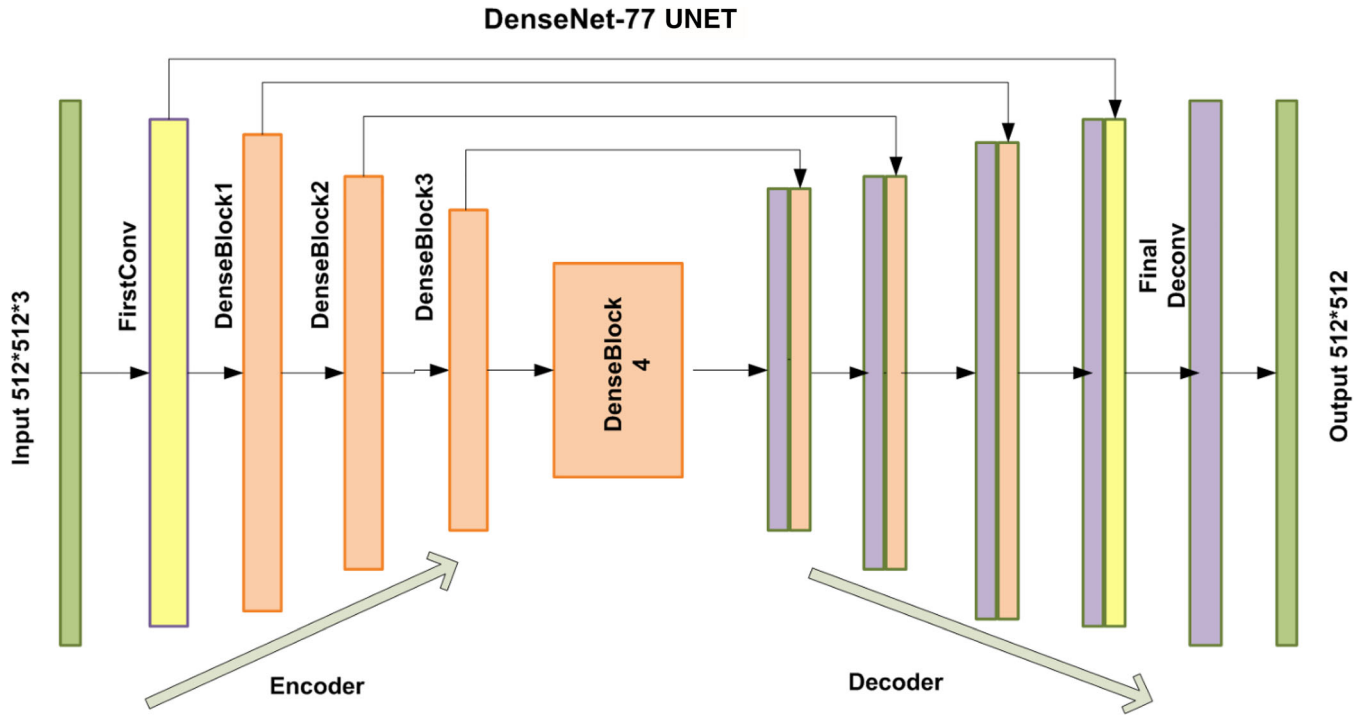 DenseNet-77 UNET
Input 512*512*3
FirstConv
DenseBlock1
DenseBlock2
DenseBlock3
DenseBlock
4
Final
Deconv
Output 512*512
Encoder
Decoder